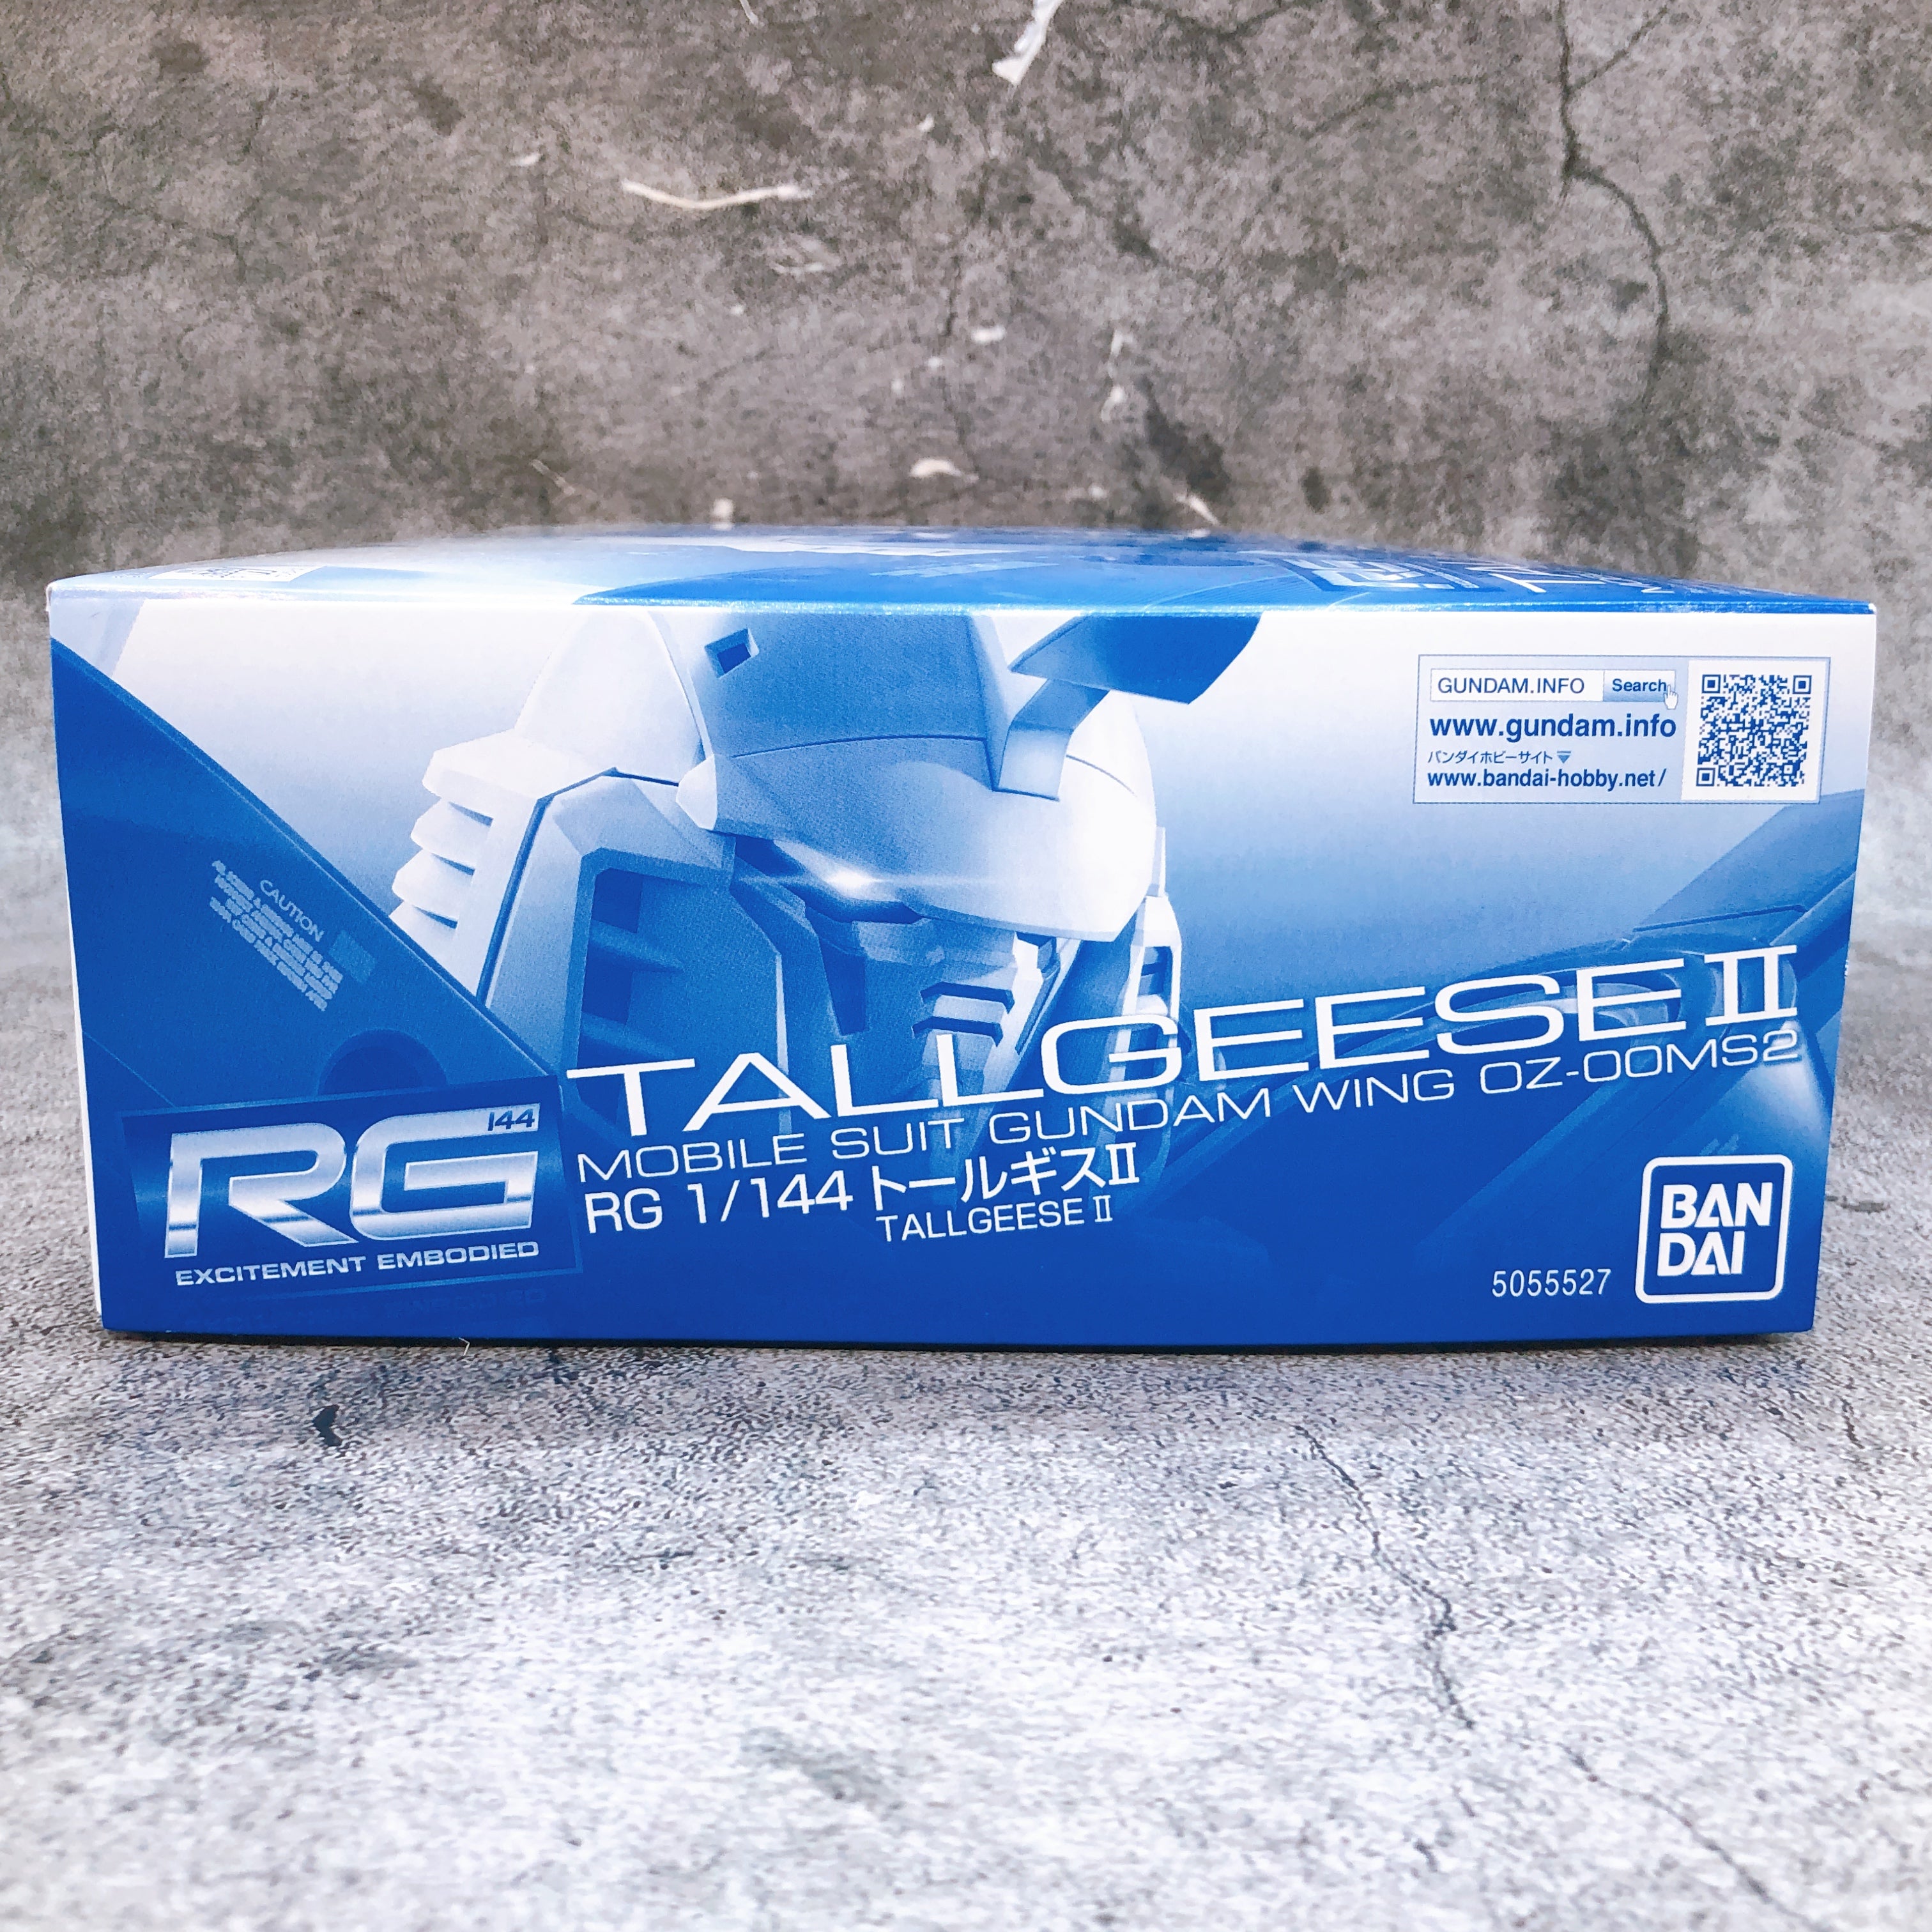 GUNDAM.INFO Search
www.gundam.info
バンダイホビーサイト
www.bandai-hobby.net/
CAUTION
TALLGEESE II
MOBILE SUIT GUNDAM WING OZ-00MS2
RG 1/144 トールギスII
TALLGEESE II
144
RG
EXCITEMENT EMBODIED
5055527
BAN
DAI